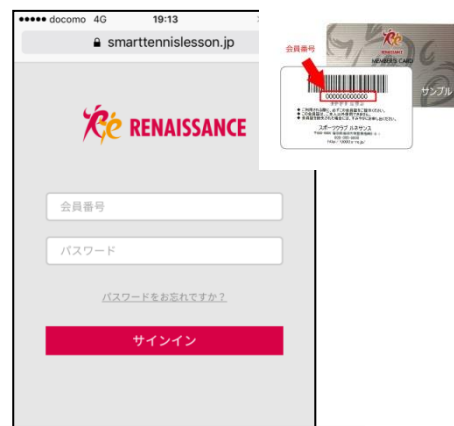 docomo 4G 19:13
smarttennislesson.jp
RENAISSANCE
会員番号
パスワード
パスワードをお忘れですか？
サインイン
会員番号
RENAISSANCE
MEMBER'S CARD
サンプル
000000000000
スポーツクラブ ルネサンス